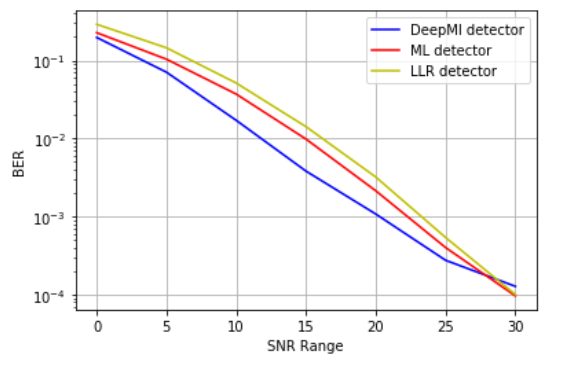 DeepMI detector
ML detector
LLR detector
10⁻¹
10⁻²
10⁻³
10⁻⁴
BER
0 5 10 15 20 25 30
SNR Range